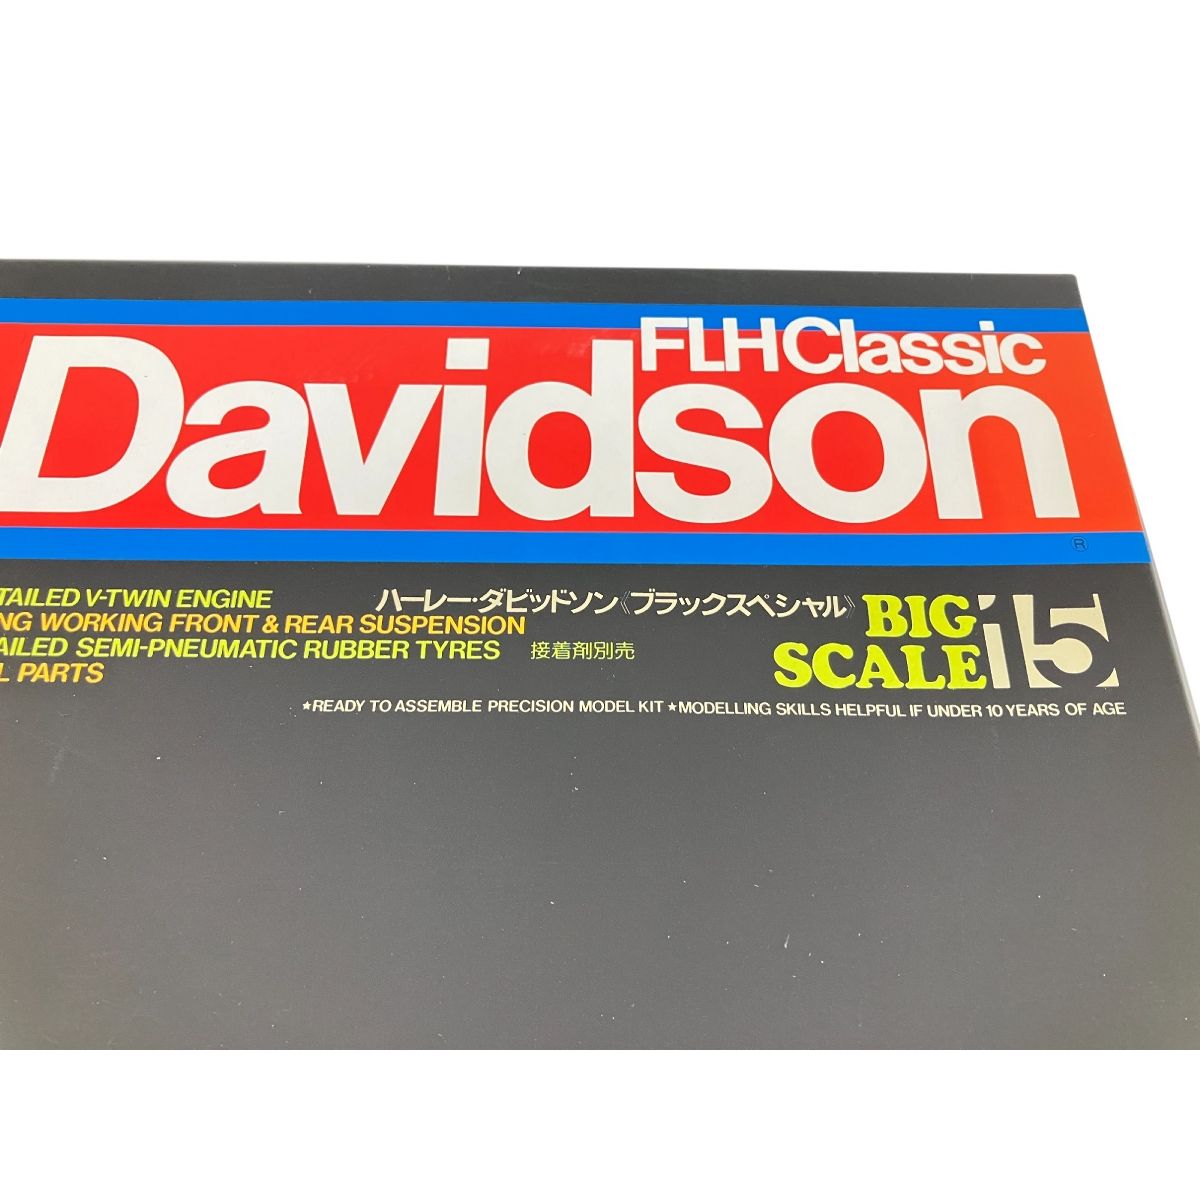 FLHClassic
Davidson
®
TAILED V-TWIN ENGINE
NG WORKING FRONT & REAR SUSPENSION
AILED SEMI-PNEUMATIC RUBBER TYRES 接着剤別売
L PARTS
ハーレー・ダビッドソン《ブラックスペシャル》
BIG
SCALE 1 5
★READY TO ASSEMBLE PRECISION MODEL KIT ★MODELLING SKILLS HELPFUL IF UNDER 10 YEARS OF AGE